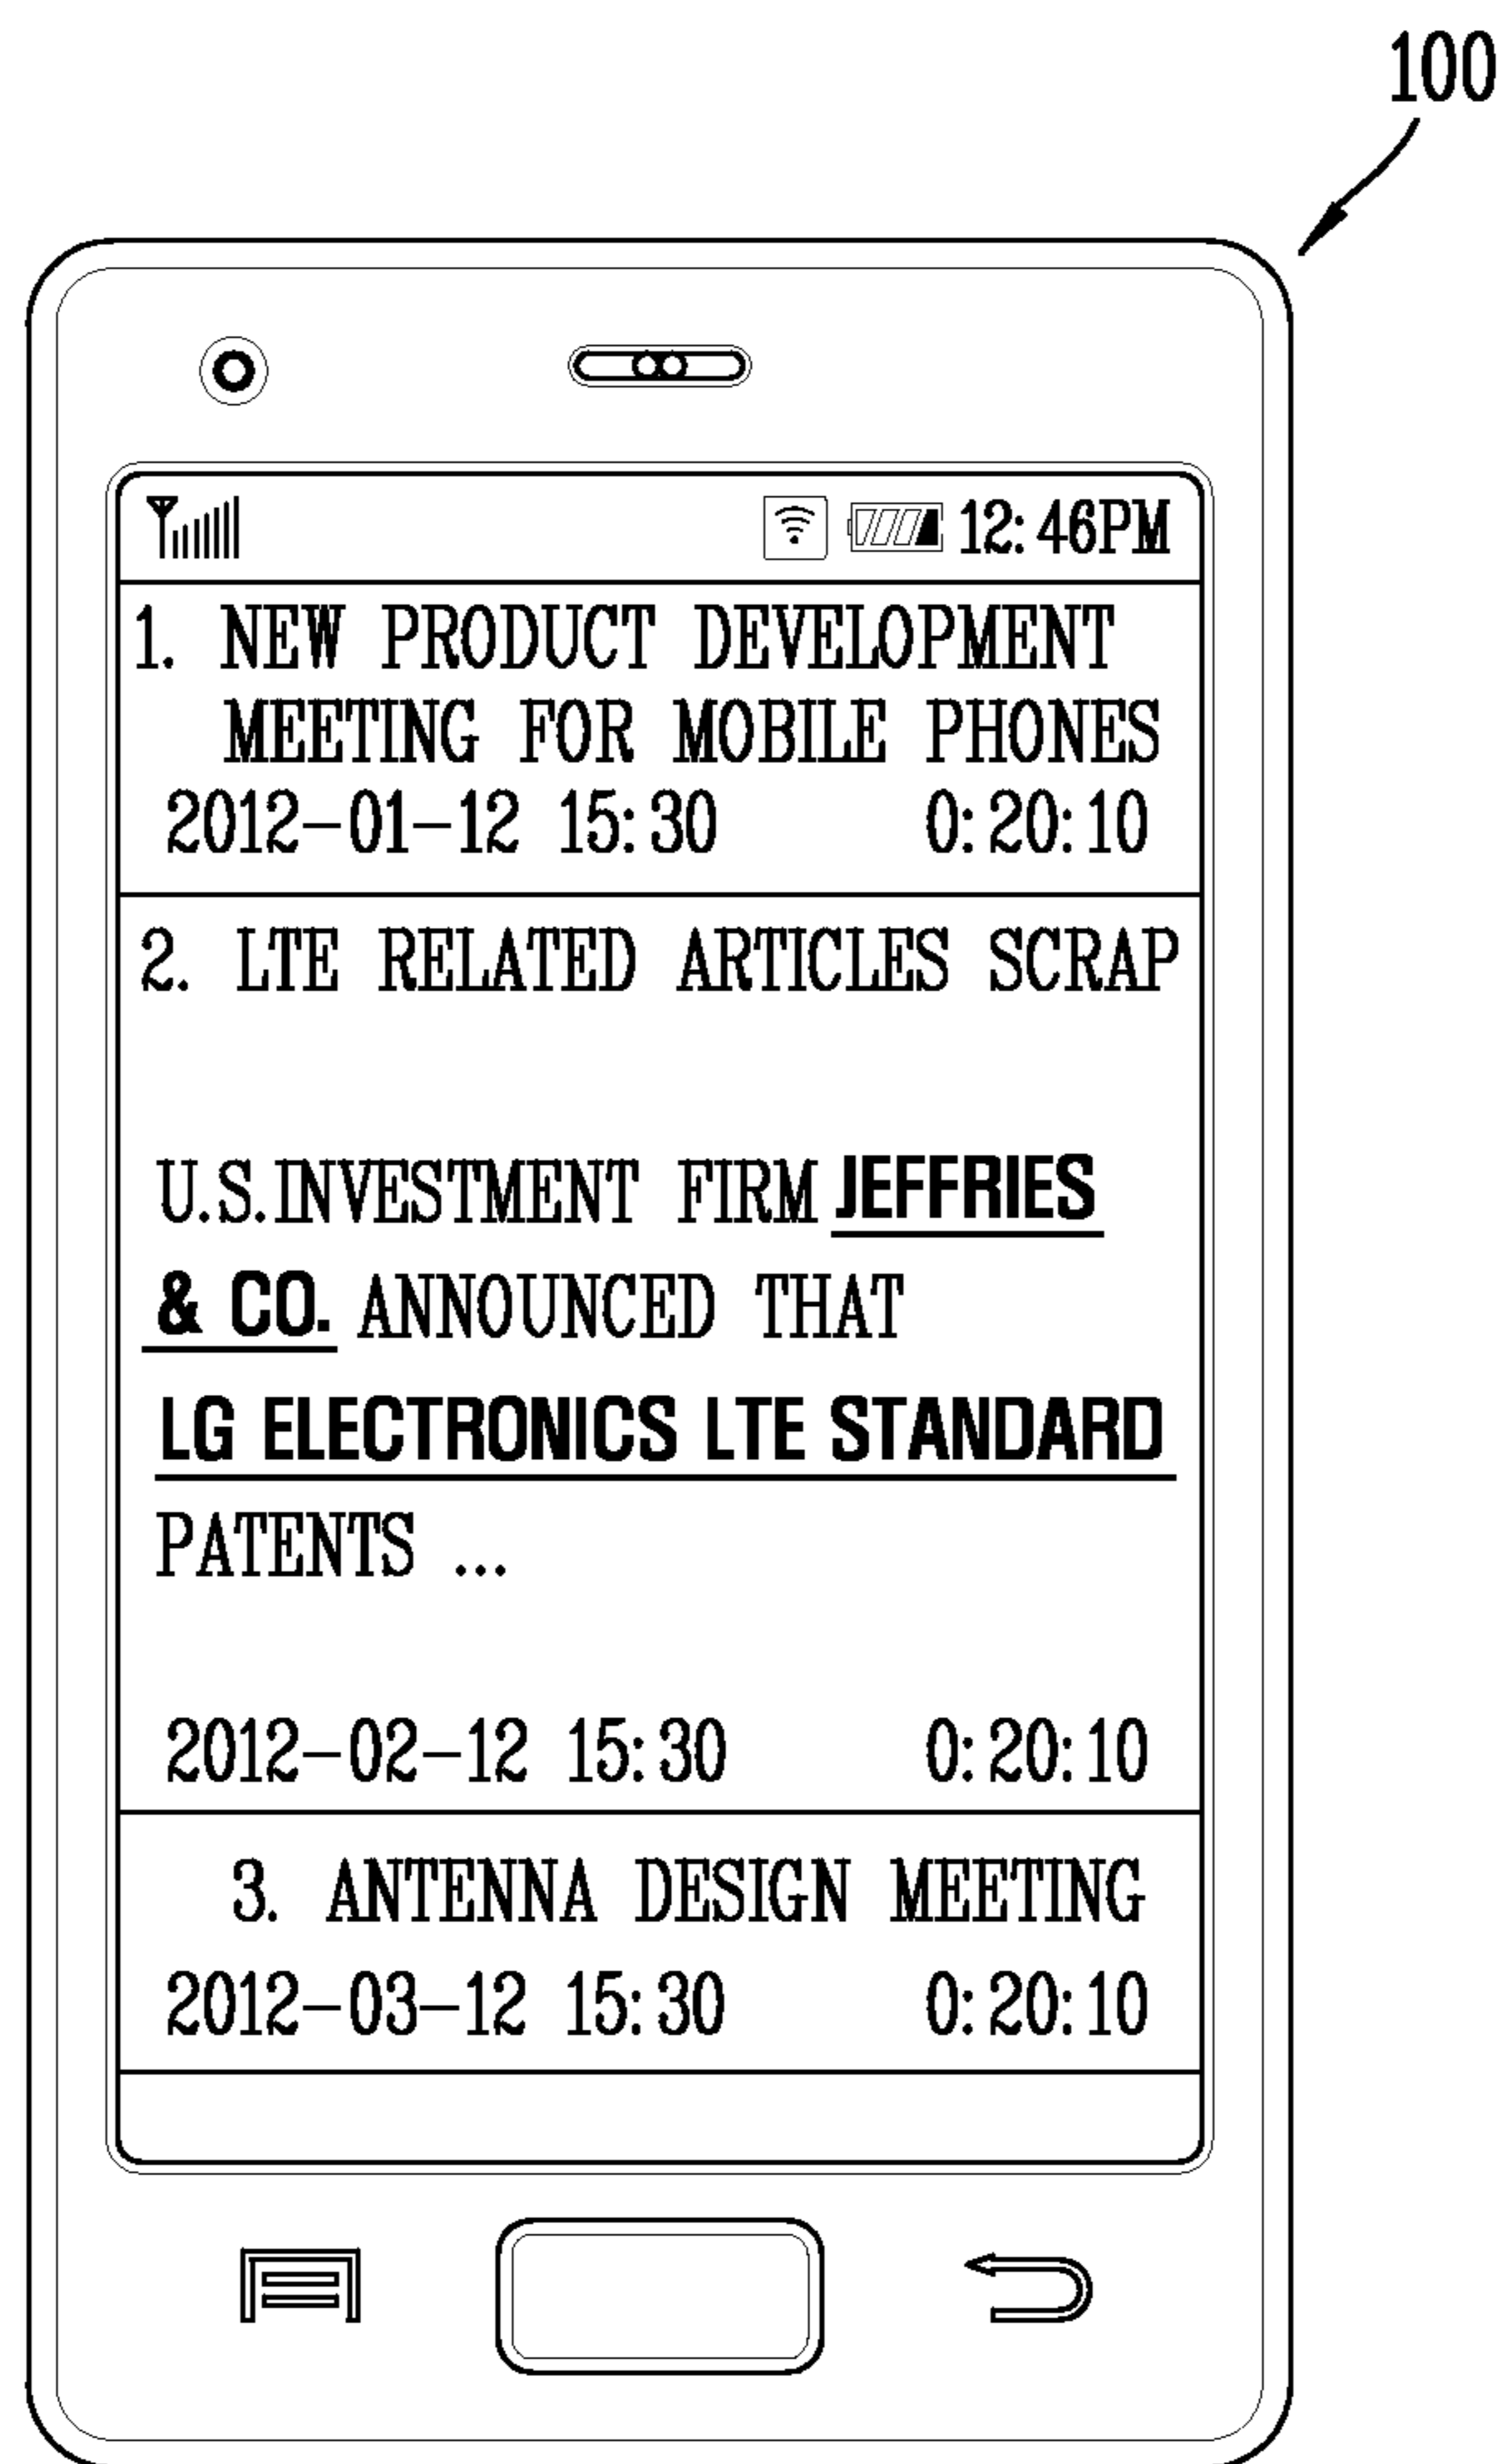 100
12:46PM
1. NEW PRODUCT DEVELOPMENT
MEETING FOR MOBILE PHONES
2012-01-12 15:30 0:20:10
2. LTE RELATED ARTICLES SCRAP
U.S.INVESTMENT FIRM JEFFRIES
& CO. ANNOUNCED THAT
LG ELECTRONICS LTE STANDARD
PATENTS ...
2012-02-12 15:30 0:20:10
3. ANTENNA DESIGN MEETING
2012-03-12 15:30 0:20:10